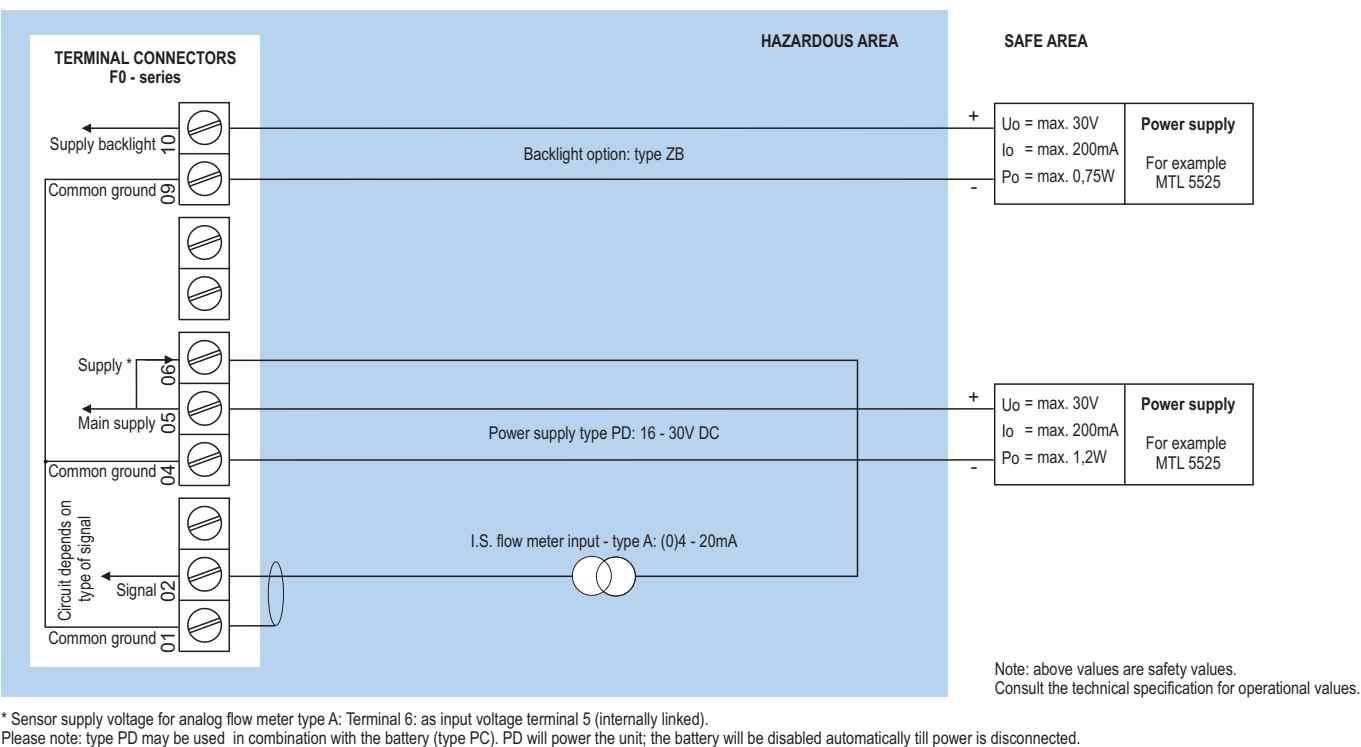 HAZARDOUS AREA
SAFE AREA
TERMINAL CONNECTORS
F0 - series
Supply backlight
10
Common ground
09
Backlight option: type ZB
+
-
Uo = max. 30V
Io = max. 200mA
Po = max. 0,75W
Power supply
For example
MTL 5525
Supply *
06
Main supply
05
Common ground
04
Power supply type PD: 16 - 30V DC
+
-
Uo = max. 30V
Io = max. 200mA
Po = max. 1,2W
Power supply
For example
MTL 5525
Circuit depends on
type of signal
Signal
02
Common ground
01
I.S. flow meter input - type A: (0)4 - 20mA
Note: above values are safety values.
Consult the technical specification for operational values.
* Sensor supply voltage for analog flow meter type A: Terminal 6: as input voltage terminal 5 (internally linked).
Please note: type PD may be used in combination with the battery (type PC). PD will power the unit; the battery will be disabled automatically till power is disconnected.